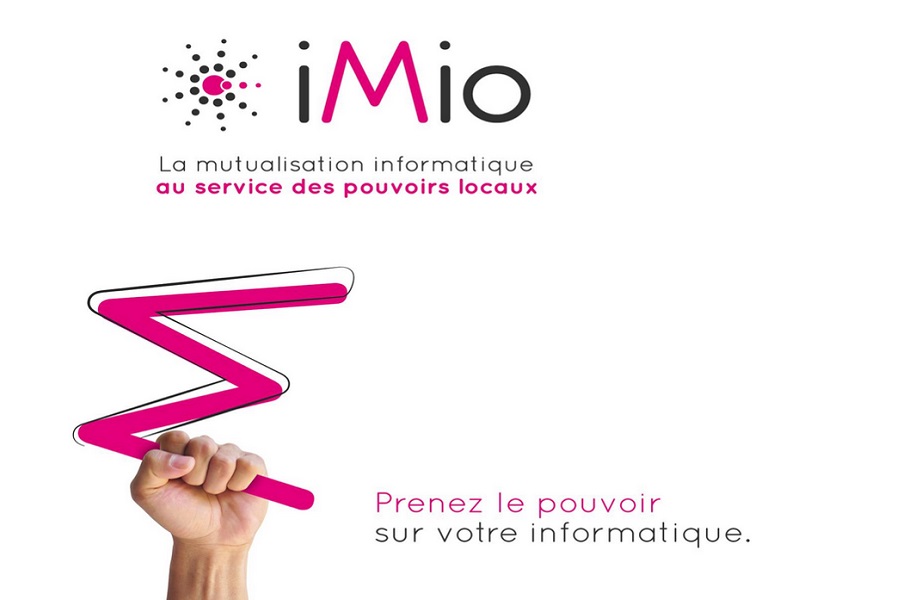 iMio
La mutualisation informatique
au service des pouvoirs locaux
Prenez le pouvoir
sur votre informatique.